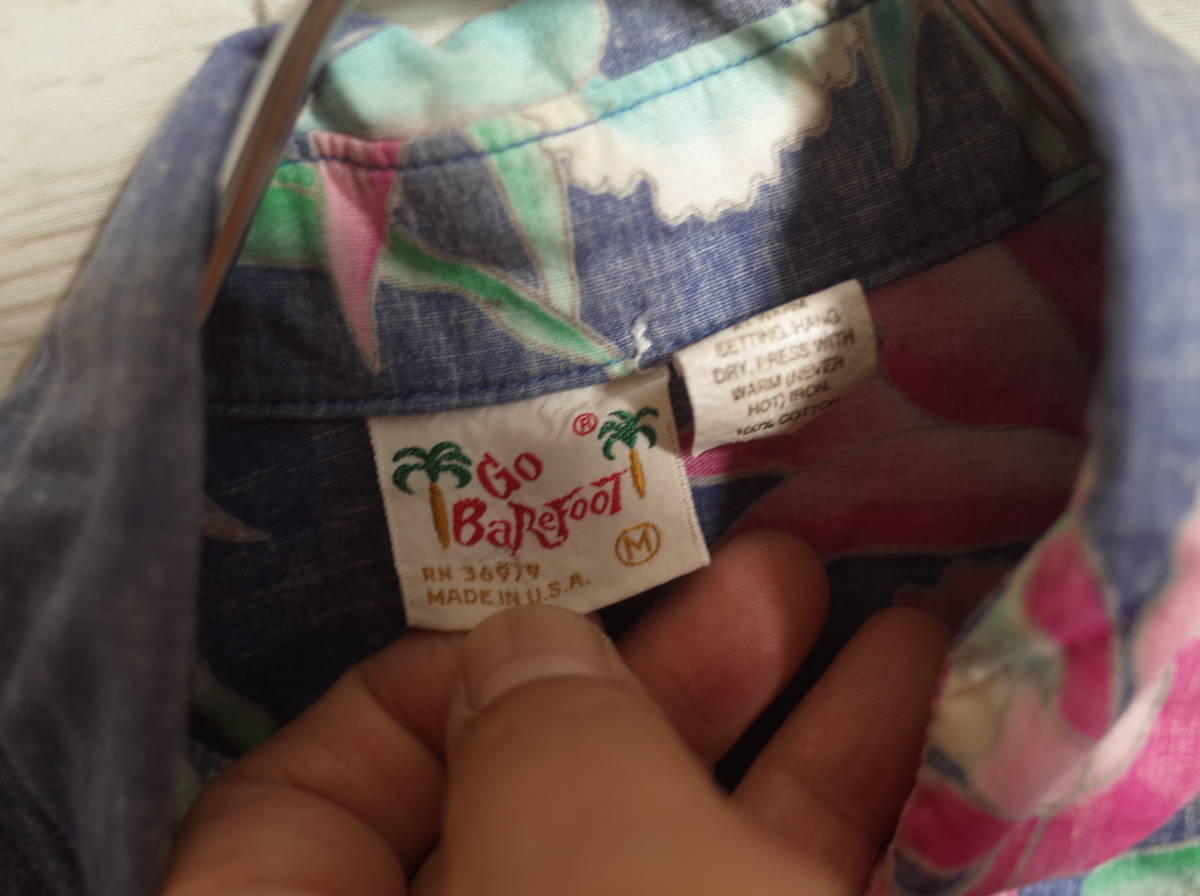 SETTING, HANG
DRY. PRESS WITH
WARM (NEVER
HOT) IRON.
100% COTTON
®
Go
BaReFooT
M
RN 36979
MADE IN U.S.A.